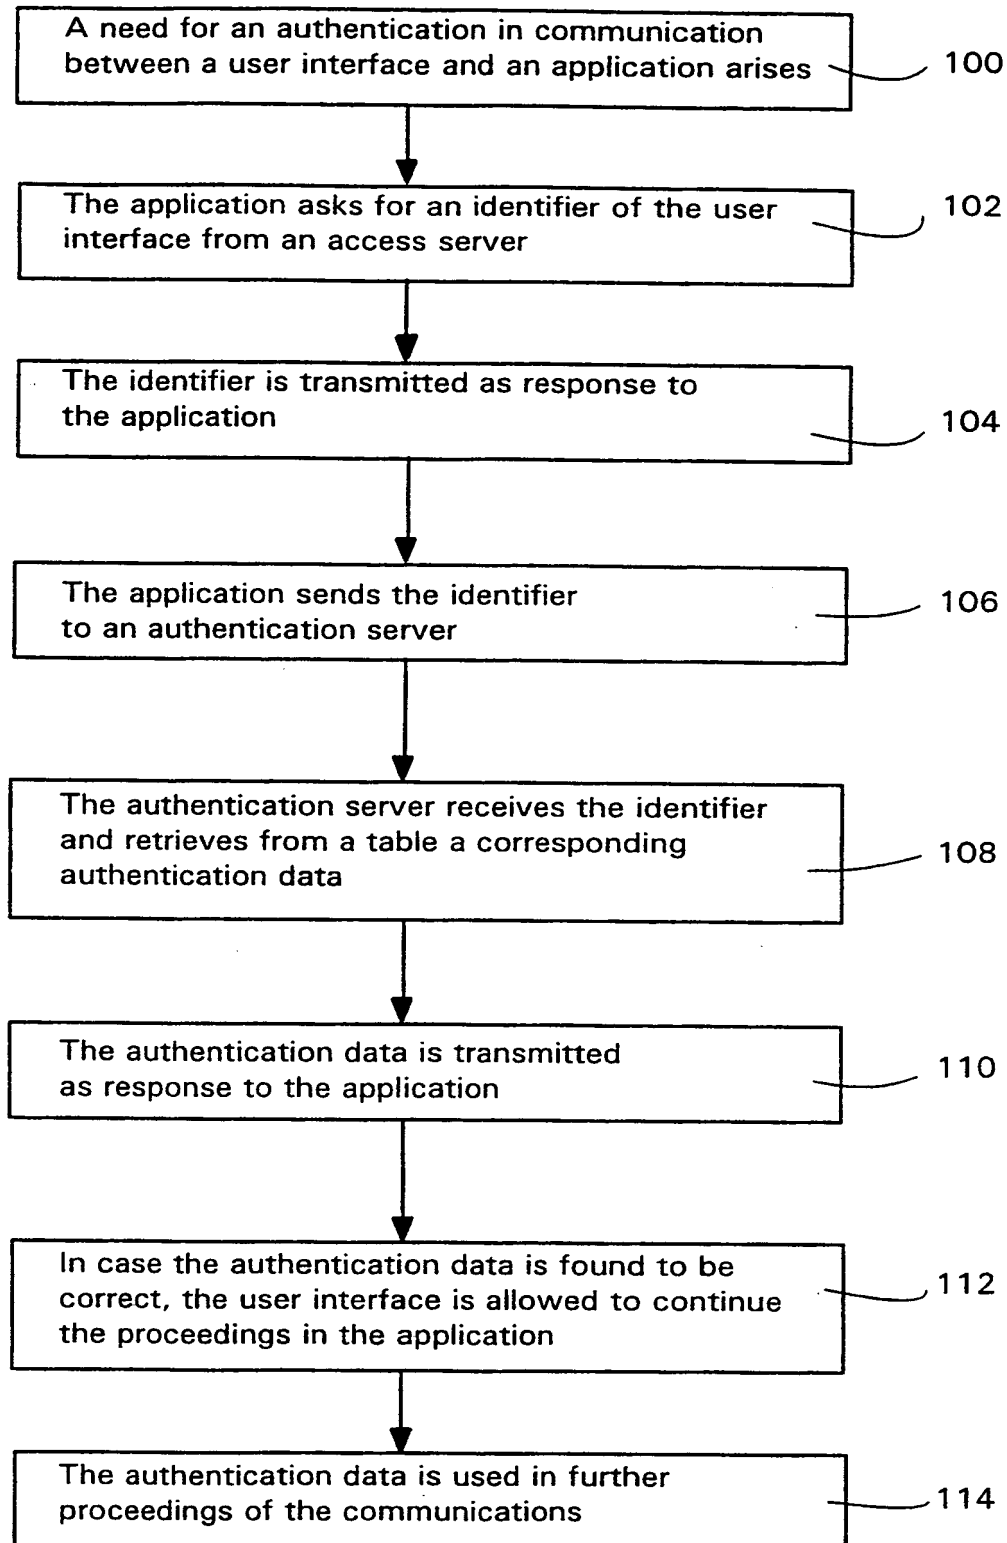 A need for an authentication in communication
between a user interface and an application arises
100
The application asks for an identifier of the user
interface from an access server
102
The identifier is transmitted as response to
the application
104
The application sends the identifier
to an authentication server
106
The authentication server receives the identifier
and retrieves from a table a corresponding
authentication data
108
The authentication data is transmitted
as response to the application
110
In case the authentication data is found to be
correct, the user interface is allowed to continue
the proceedings in the application
112
The authentication data is used in further
proceedings of the communications
114